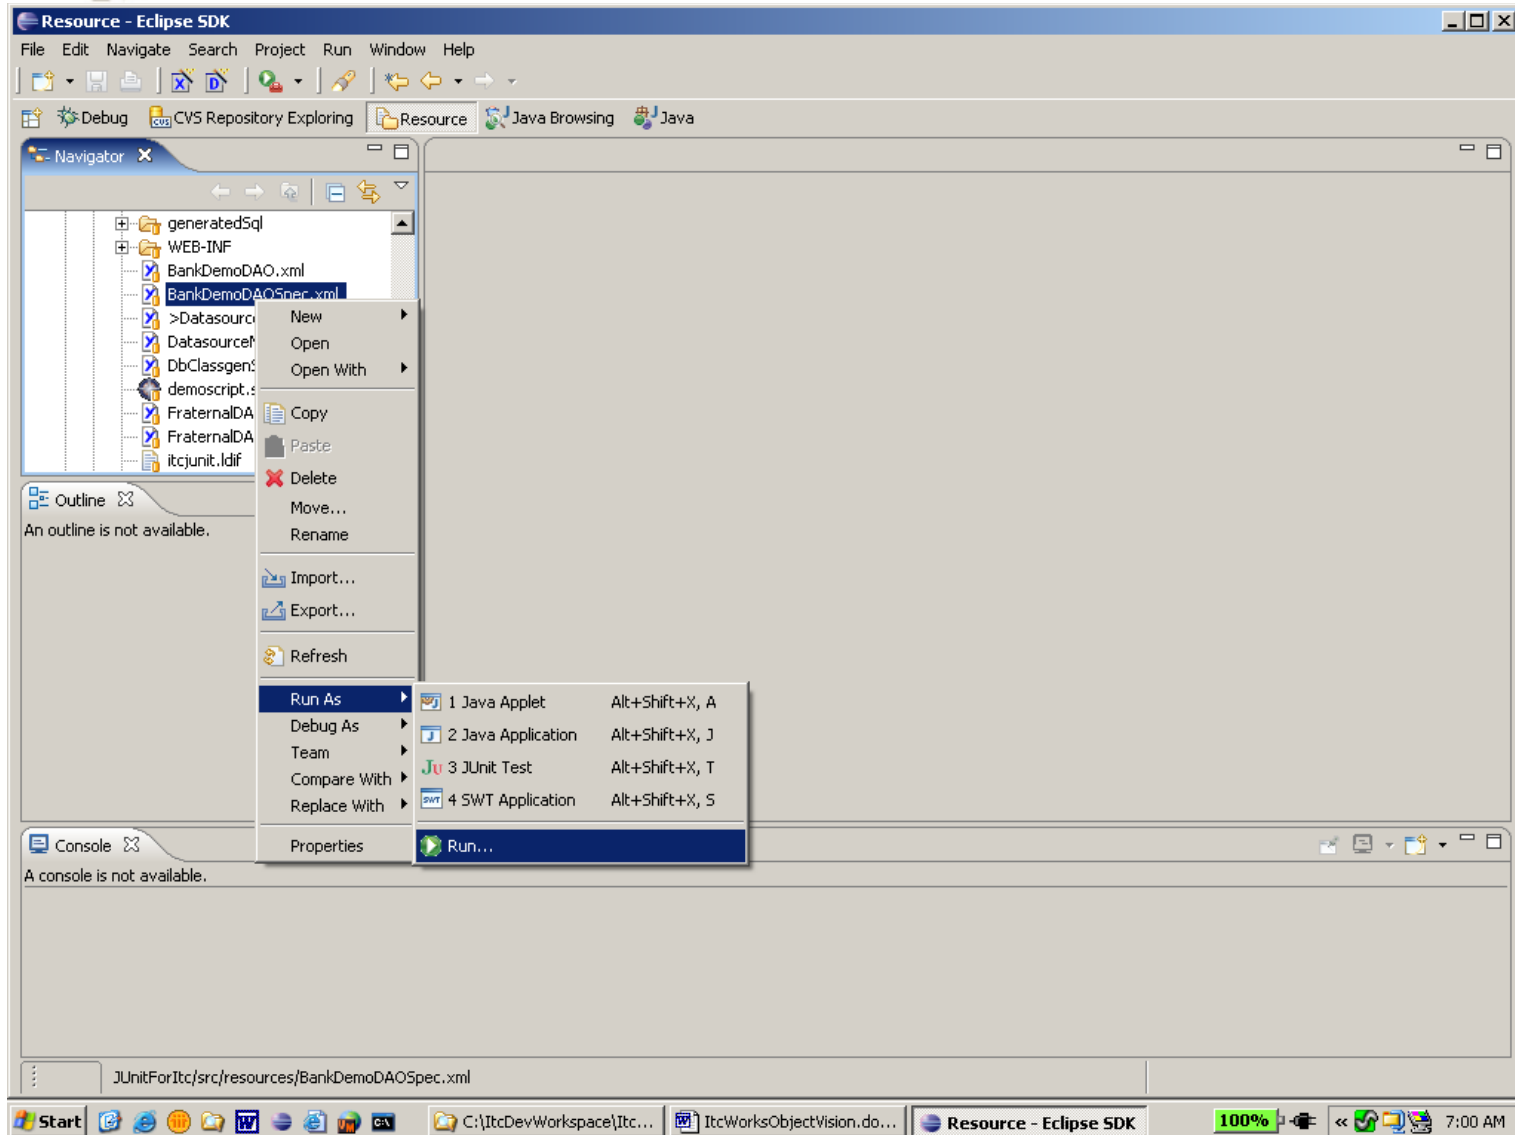 Resource - Eclipse SDK
File Edit Navigate Search Project Run Window Help
Debug CVS Repository Exploring Resource Java Browsing Java
Navigator
generatedSql
WEB-INF
BankDemoDAO.xml
BankDemoDAOSpec.xml
>Datasource
Datasource
DbClassgen
demoscript.s
FraternalDA
FraternalDA
itcjunit.ldif
New
Open
Open With
Copy
Paste
Delete
Move...
Rename
Import...
Export...
Refresh
Run As
Debug As
Team
Compare With
Replace With
Properties
1 Java Applet Alt+Shift+X, A
2 Java Application Alt+Shift+X, J
3 JUnit Test Alt+Shift+X, T
4 SWT Application Alt+Shift+X, S
Run...
Outline
An outline is not available.
Console
A console is not available.
JUnitForItc/src/resources/BankDemoDAOSpec.xml
Start C:\ItcDevWorkspace\Itc... ItcWorksObjectVision.do... Resource - Eclipse SDK 100% « 7:00 AM